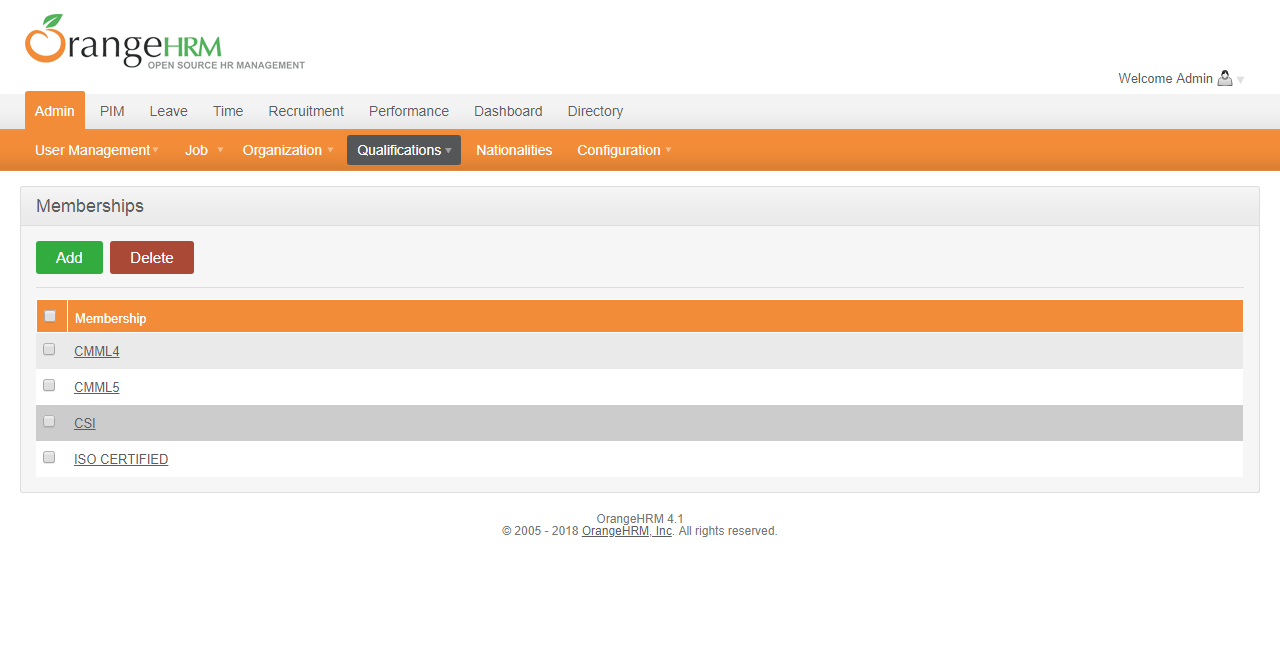 OrangeHRM
OPEN SOURCE HR MANAGEMENT
Welcome Admin
Admin PIM Leave Time Recruitment Performance Dashboard Directory
User Management Job Organization Qualifications Nationalities Configuration
Memberships
Add Delete
Membership
CMML4
CMML5
CSI
ISO CERTIFIED
OrangeHRM 4.1
© 2005 - 2018 OrangeHRM, Inc. All rights reserved.